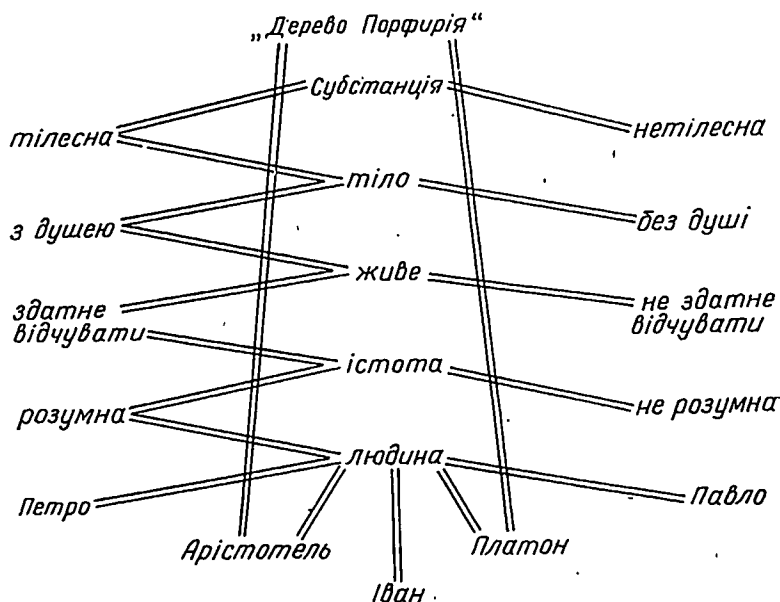 „Дерево Порфирія“
Субстанція
тілесна
нетілесна
тіло
з душею
без душі
живе
здатне
відчувати
не здатне
відчувати
істота
розумна
не розумна
людина
Петро
Павло
Арістотель
Платон
Іван